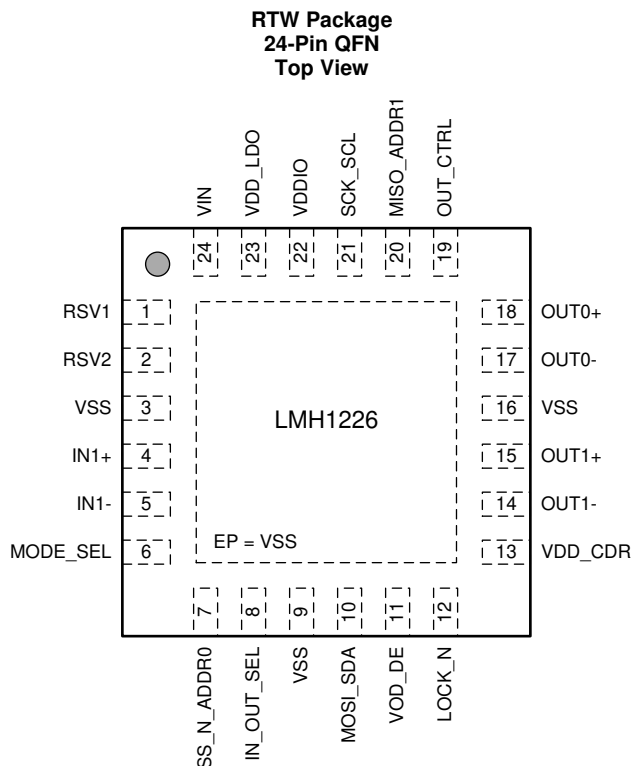 RTW Package
24-Pin QFN
Top View
VIN
VDD_LDO
VDDIO
SCK_SCL
MISO_ADDR1
OUT_CTRL
24
23
22
21
20
19
RSV1 1
RSV2 2
VSS 3
IN1+ 4
IN1- 5
MODE_SEL 6
18 OUT0+
17 OUT0-
16 VSS
15 OUT1+
14 OUT1-
13 VDD_CDR
LMH1226
EP = VSS
7
8
9
10
11
12
SS_N_ADDR0
IN_OUT_SEL
VSS
MOSI_SDA
VOD_DE
LOCK_N